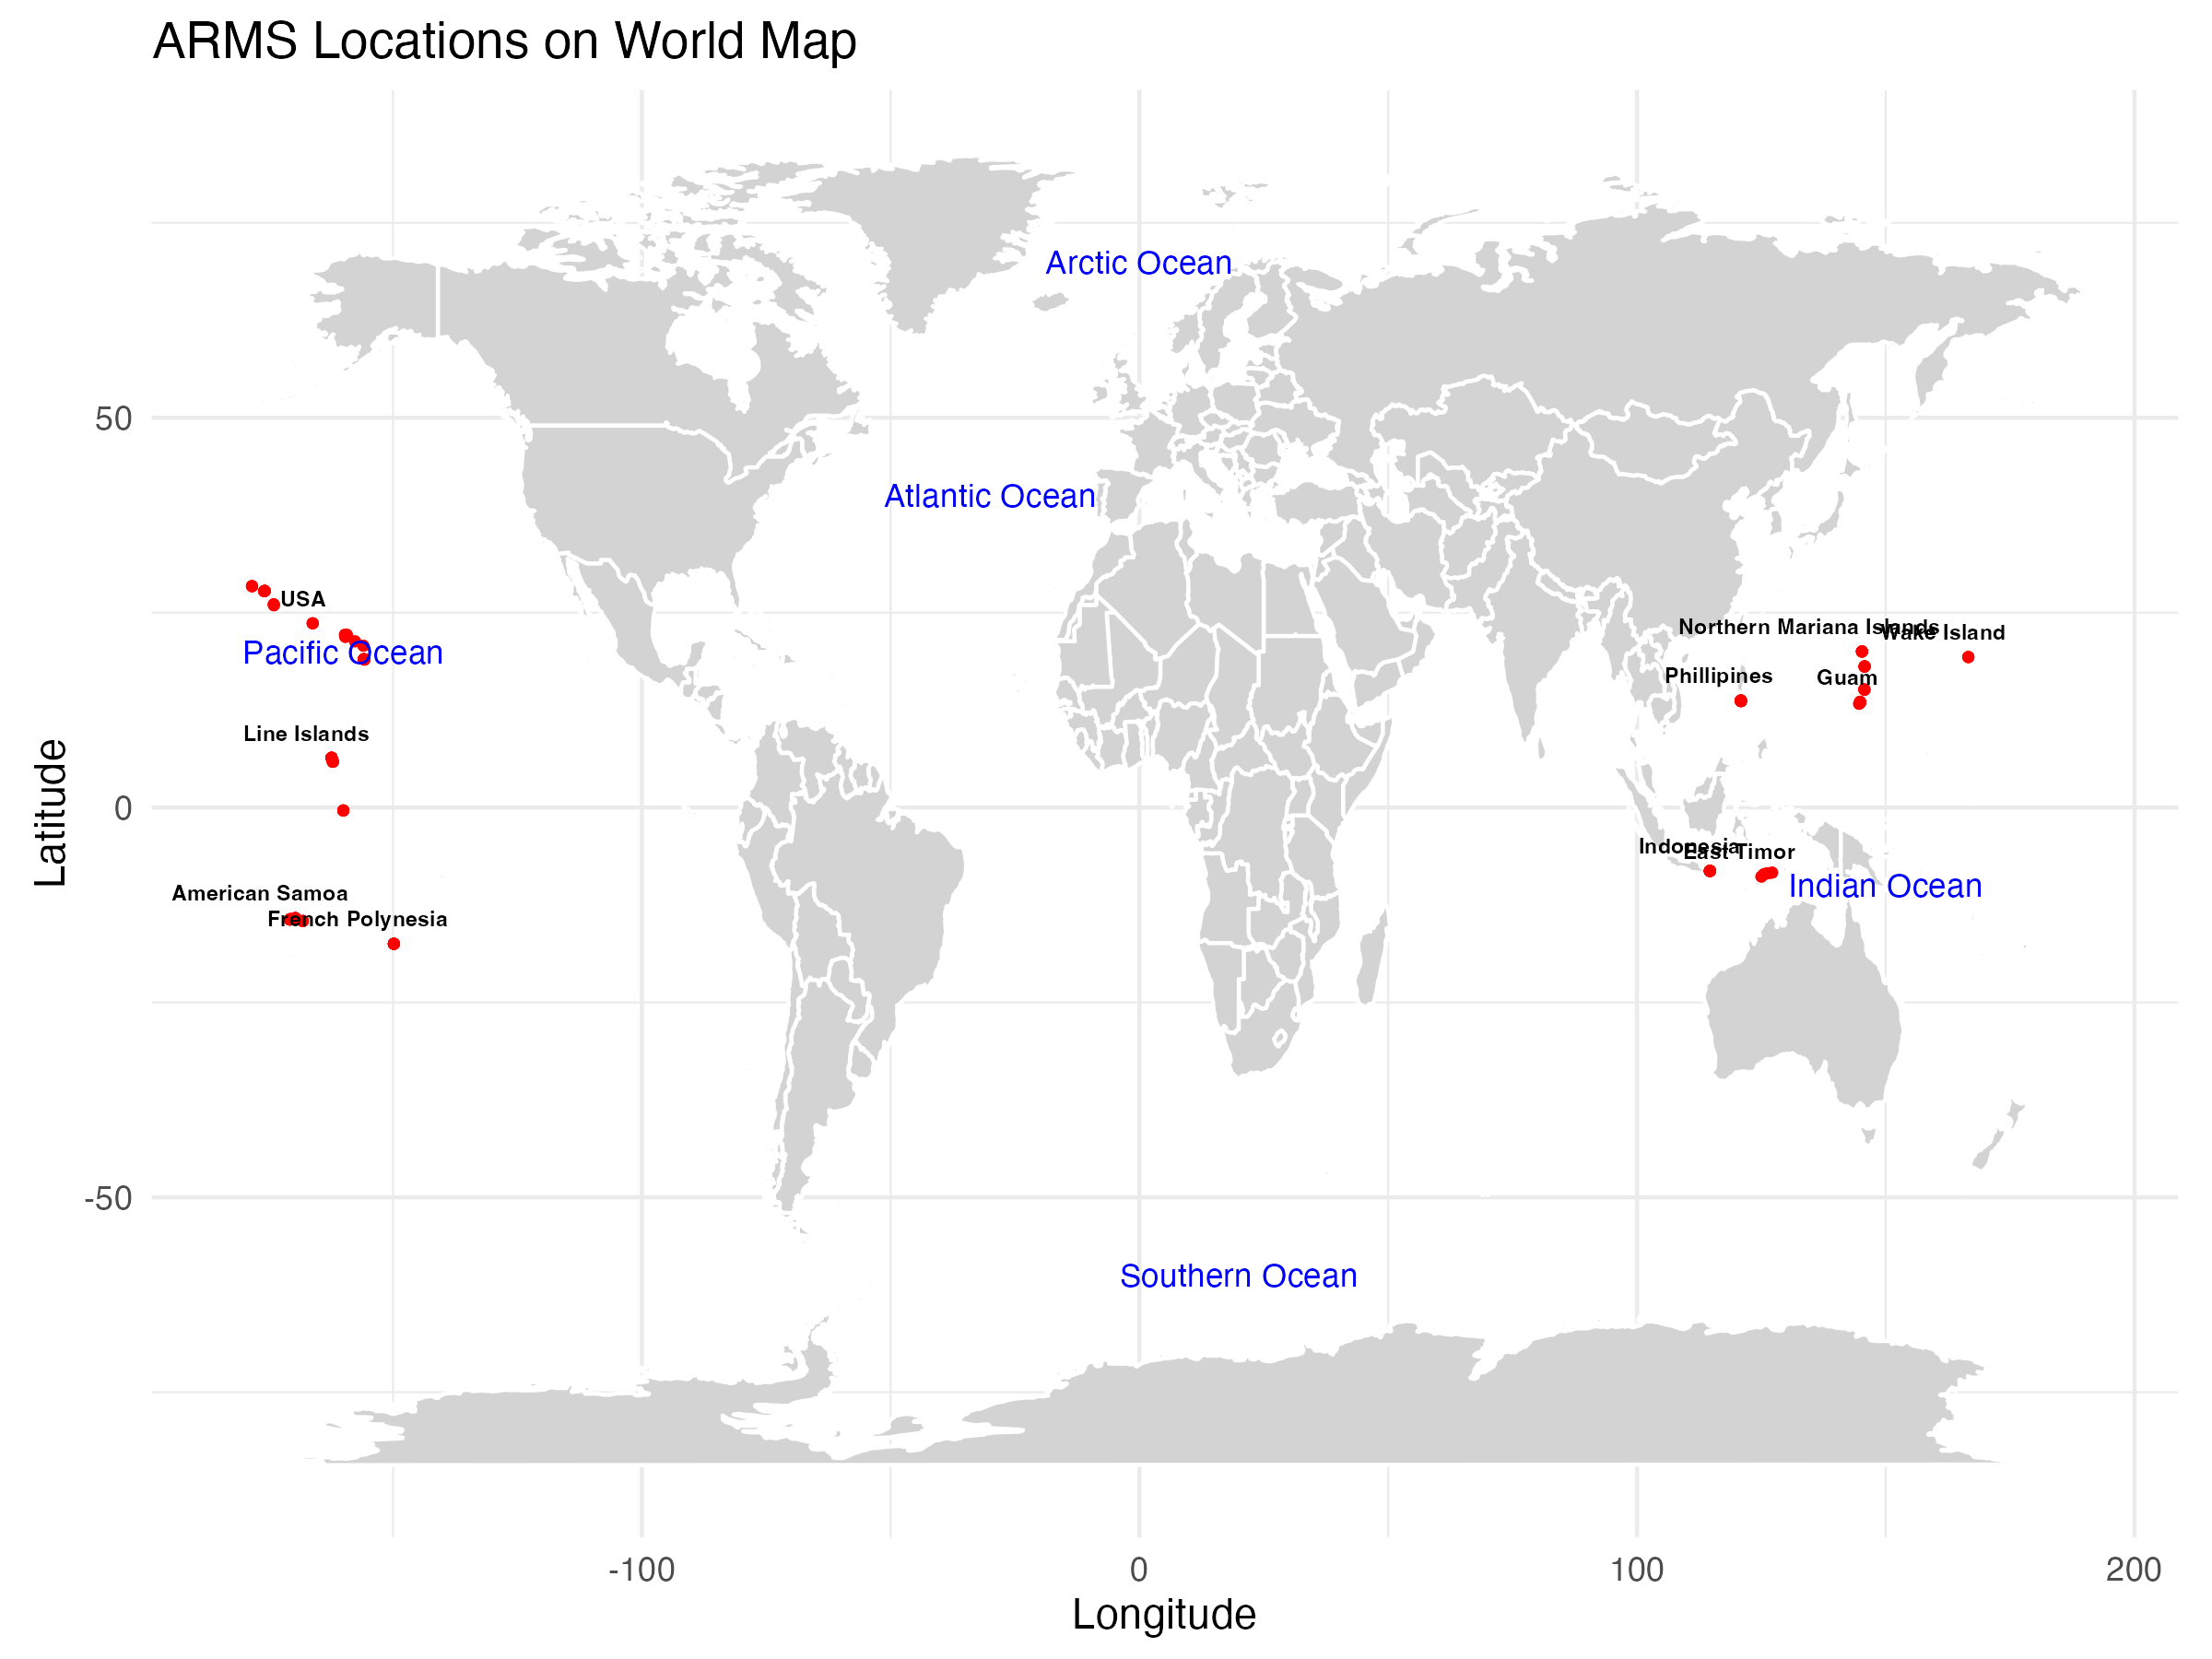 ARMS Locations on World Map
Arctic Ocean
50
Atlantic Ocean
USA
Northern Mariana Islands
Wake Island
Pacific Ocean
Phillipines
Guam
Line Islands
0
Indonesia
East Timor
Indian Ocean
American Samoa
French Polynesia
-50
Southern Ocean
-100
0
100
200
Longitude
Latitude